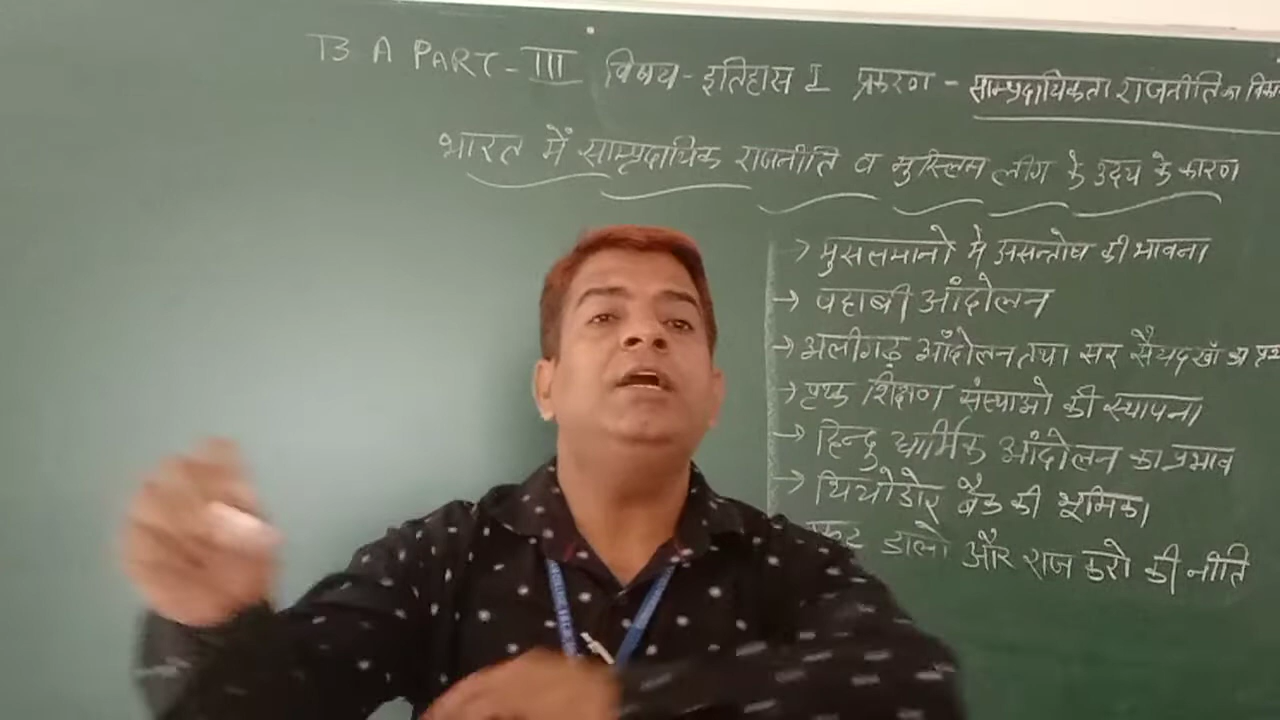 B A PART-III विषय-इतिहास I प्रकरण - साम्प्रदायिकता राजनीति का
भारत में साम्प्रदायिक राजनीति व मुस्लिम लीग के उदय के कारण
→ मुसलमानो मे असन्तोष की भावना
→ वहाबी आंदोलन
→ अलीगढ़ आँदोलन तथा सर सैयद खाँ
→ पृथक शिक्षण संस्थाओ की स्थापना
→ हिन्दु धार्मिक आंदोलन का प्रभाव
→ थियोडोर बैक की भूमिका
डालो और राज करो की नीति